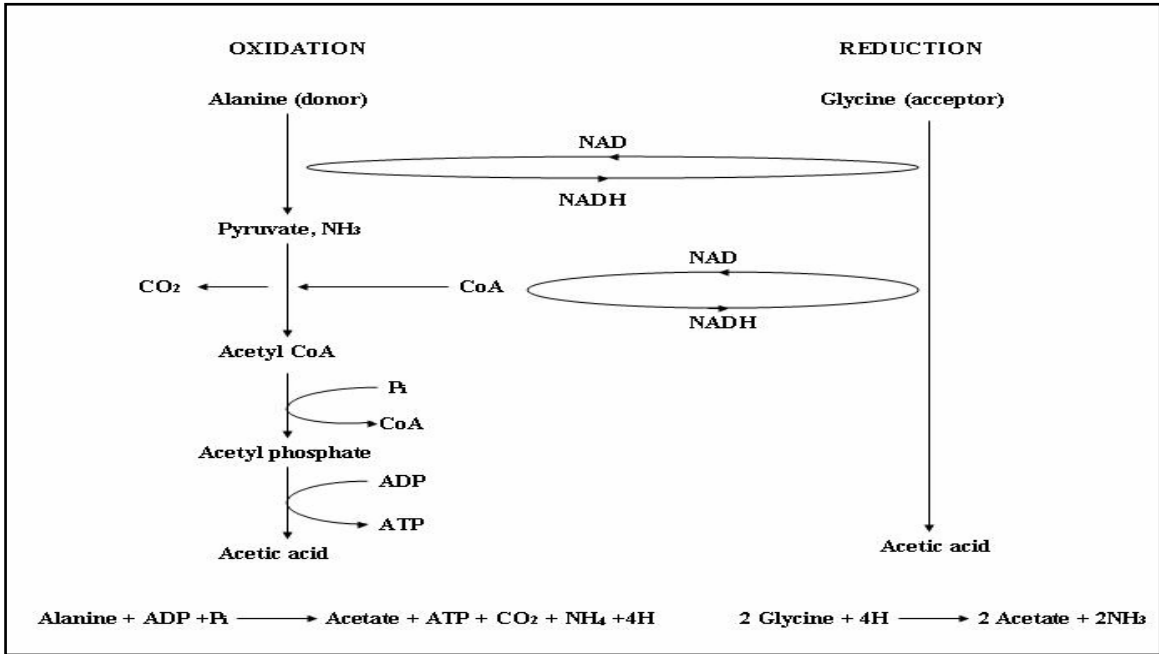 OXIDATION
REDUCTION
Alanine (donor)
Glycine (acceptor)
NAD
NADH
Pyruvate, NH₃
NAD
CO₂
CoA
NADH
Acetyl CoA
Pi
CoA
Acetyl phosphate
ADP
ATP
Acetic acid
Acetic acid
Alanine + ADP +Pi → Acetate + ATP + CO₂ + NH₄ +4H
2 Glycine + 4H → 2 Acetate + 2NH₃